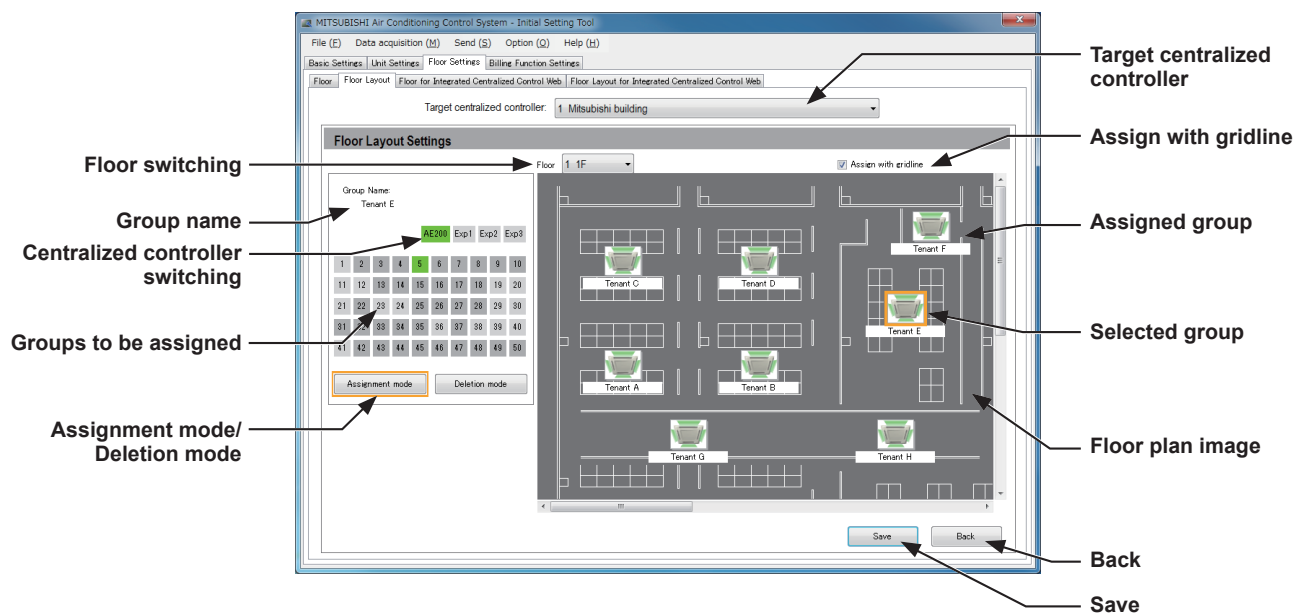 MITSUBISHI Air Conditioning Control System - Initial Setting Tool
File (F) Data acquisition (M) Send (S) Option (O) Help (H)
Basic Settings Unit Settings Floor Settings Billing Function Settings
Floor Floor Layout Floor for Integrated Centralized Control Web Floor Layout for Integrated Centralized Control Web
Target centralized controller: 1 Mitsubishi building
Floor Layout Settings
Floor 1 1F
Assign with gridline
Group Name:
Tenant E
AE200 Exp1 Exp2 Exp3
1 2 3 4 5 6 7 8 9 10
11 12 13 14 15 16 17 18 19 20
21 22 23 24 25 26 27 28 29 30
31 33 34 35 36 37 38 39 40
41 42 43 44 45 46 47 48 49 50
Assignment mode Deletion mode
Tenant F
Tenant C Tenant D
Tenant E
Tenant A Tenant B
Tenant G Tenant H
Save Back
Floor switching
Group name
Centralized controller
switching
Groups to be assigned
Assignment mode/
Deletion mode
Target centralized
controller
Assign with gridline
Assigned group
Selected group
Floor plan image
Back
Save